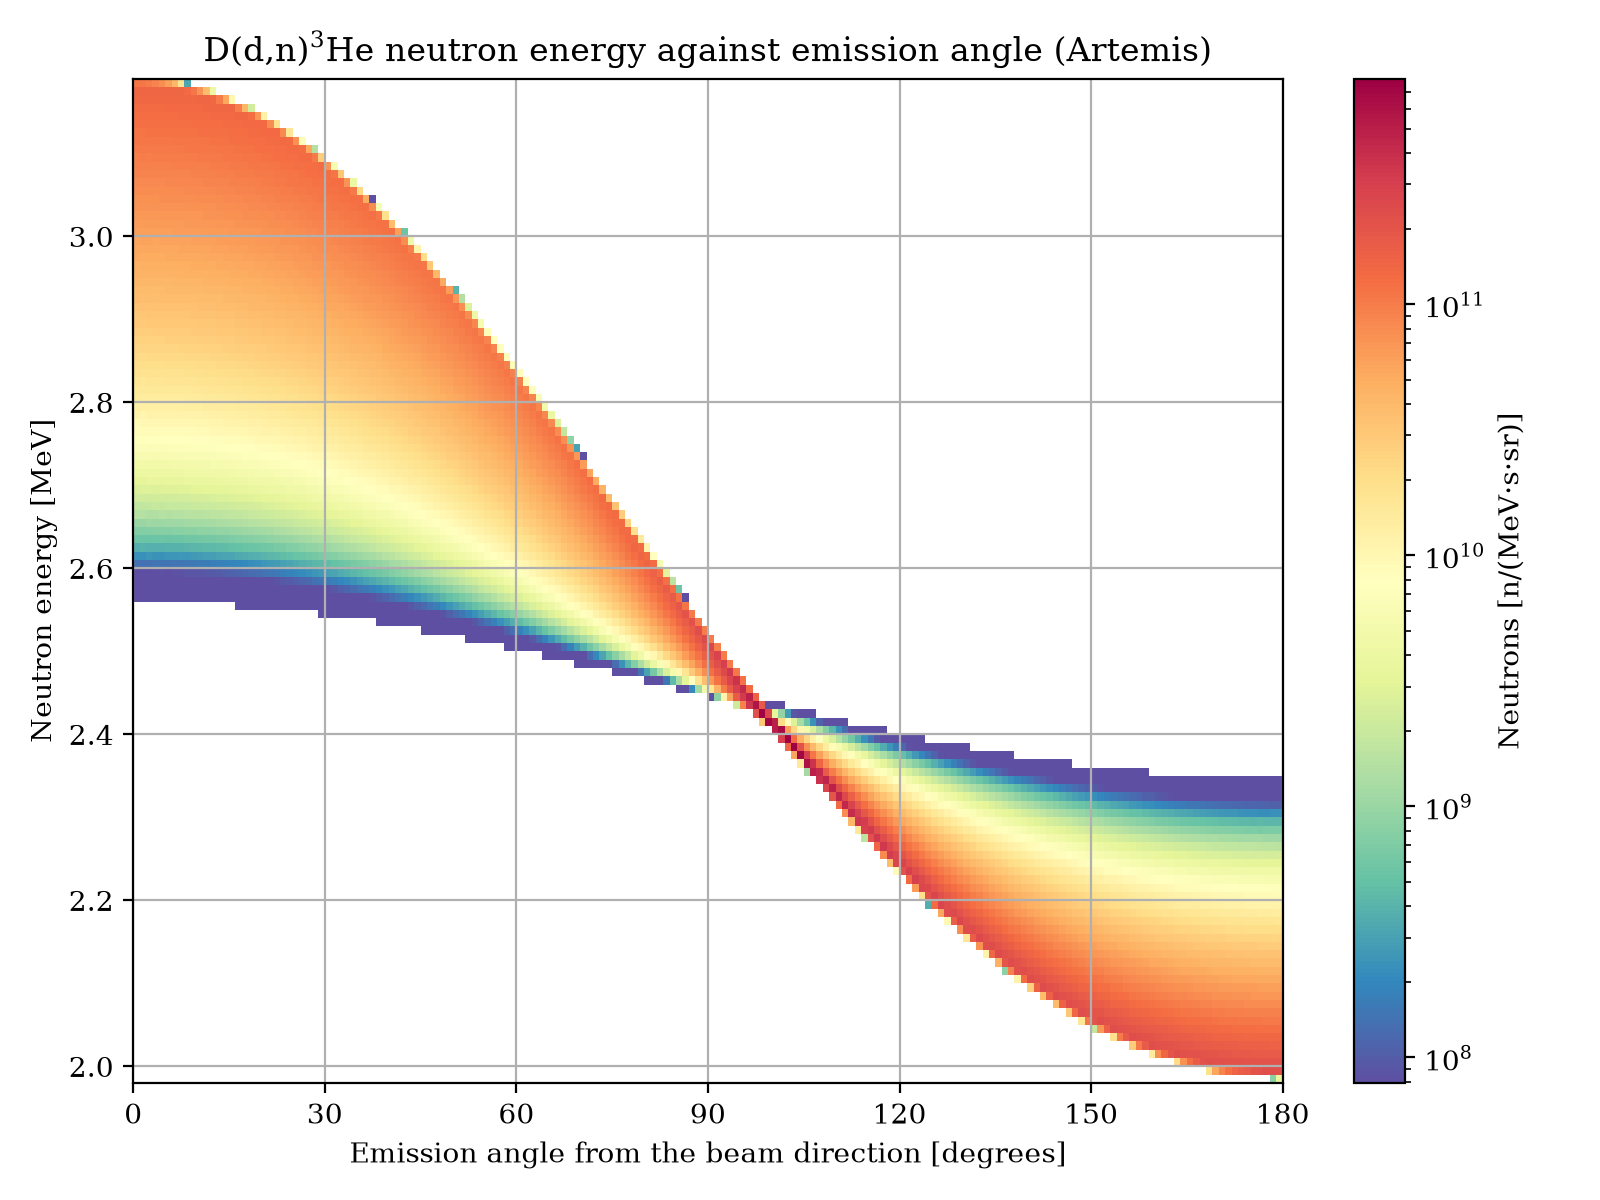 D(d,n)³He neutron energy against emission angle (Artemis)
Neutron energy [MeV]
3.0
2.8
2.6
2.4
2.2
2.0
0 30 60 90 120 150 180
Emission angle from the beam direction [degrees]
10¹¹
10¹⁰
10⁹
10⁸
Neutrons [n/(MeV·s·sr)]